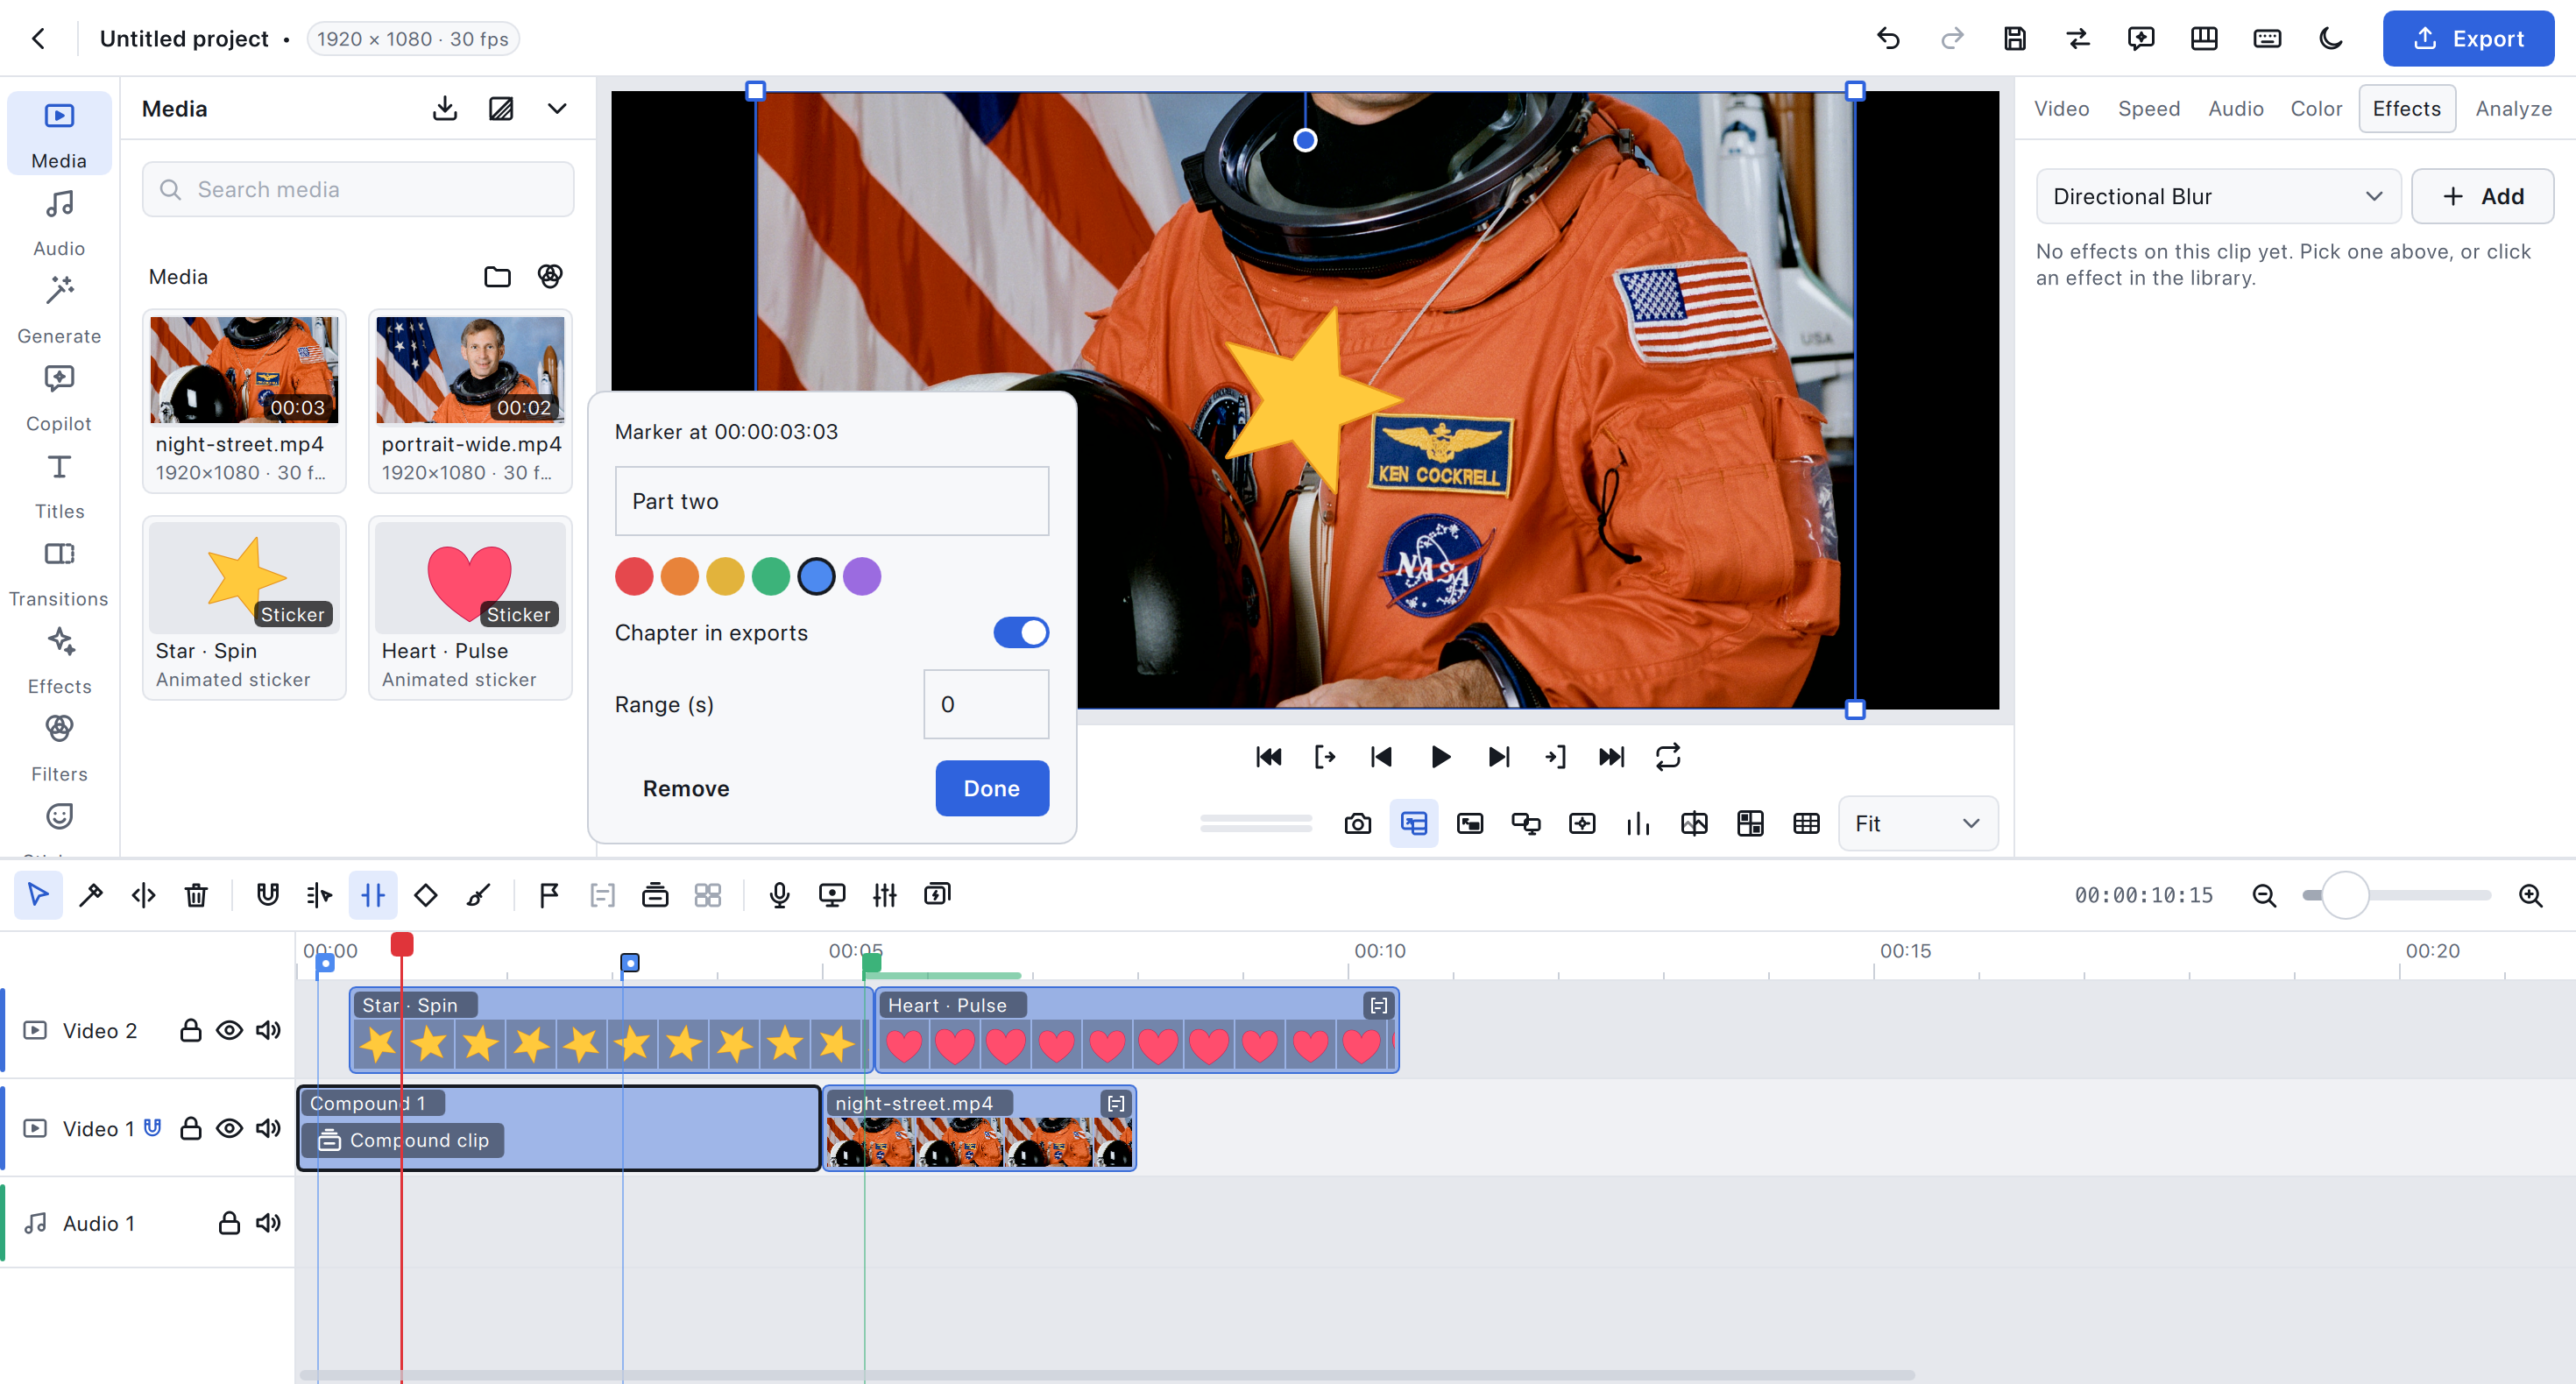 Untitled project •
1920 × 1080 · 30 fps
Export
Media
Audio
Generate
Copilot
Titles
Transitions
Effects
Filters
Media
Search media
Media
00:03
night-street.mp4
1920×1080 · 30 f…
00:02
portrait-wide.mp4
1920×1080 · 30 f…
Sticker
Star · Spin
Animated sticker
Sticker
Heart · Pulse
Animated sticker
USA
KEN COCKRELL
NASA
Marker at 00:00:03:03
Part two
Chapter in exports
Range (s)
0
Remove
Done
Fit
Video
Speed
Audio
Color
Effects
Analyze
Directional Blur
Add
No effects on this clip yet. Pick one above, or click
an effect in the library.
00:00:10:15
00:00
00:05
00:10
00:15
00:20
Video 2
Star · Spin
Heart · Pulse
Video 1
Compound 1
Compound clip
night-street.mp4
Audio 1